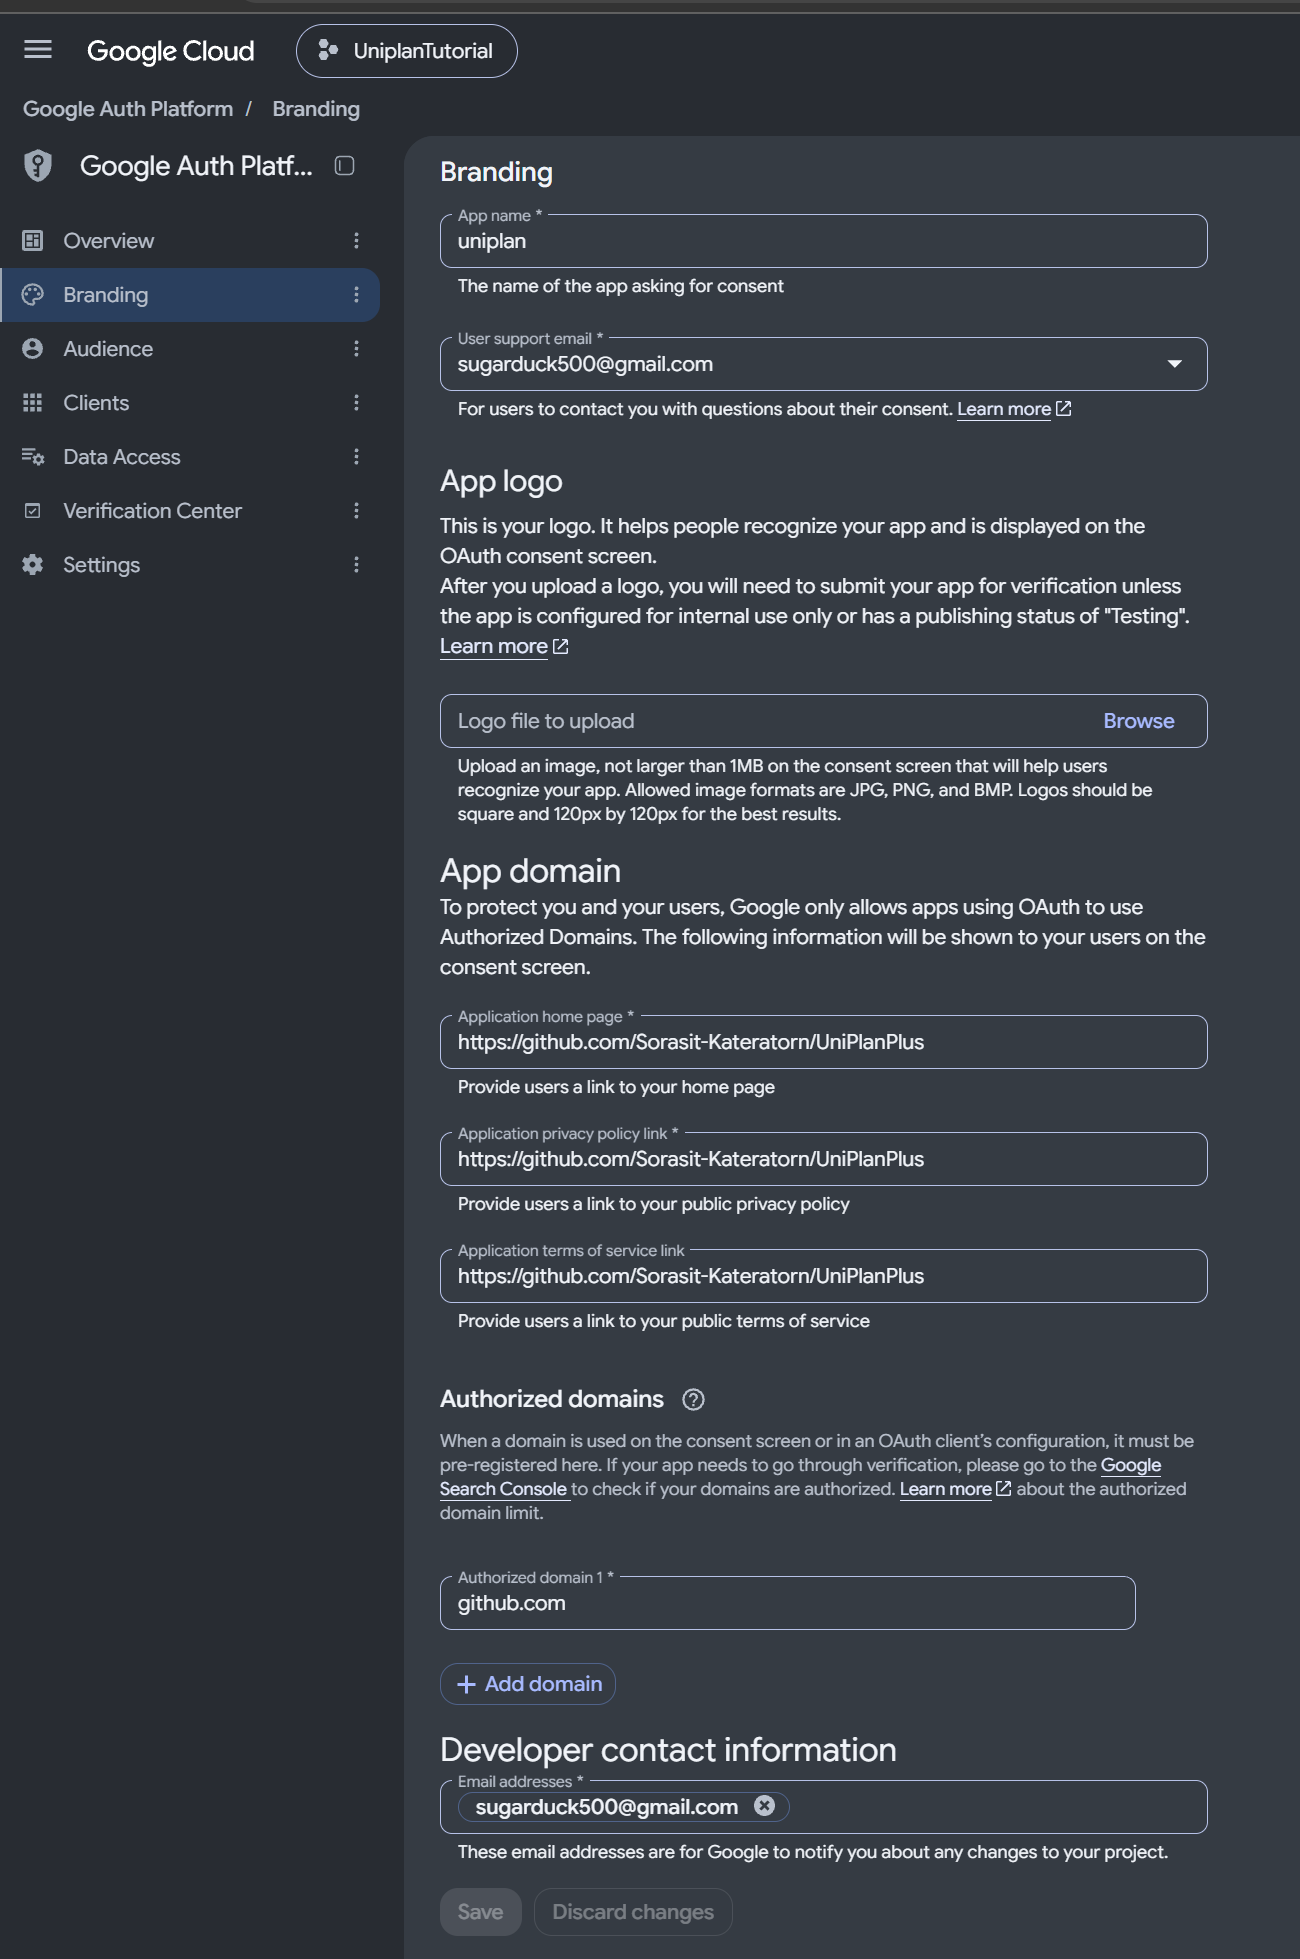 Google Cloud
UniplanTutorial
Google Auth Platform / Branding
Google Auth Platf...
Overview
Branding
Audience
Clients
Data Access
Verification Center
Settings
Branding
App name *
uniplan
The name of the app asking for consent
User support email *
sugarduck500@gmail.com
For users to contact you with questions about their consent. Learn more
App logo
This is your logo. It helps people recognize your app and is displayed on the
OAuth consent screen.
After you upload a logo, you will need to submit your app for verification unless
the app is configured for internal use only or has a publishing status of "Testing".
Learn more
Logo file to upload
Browse
Upload an image, not larger than 1MB on the consent screen that will help users
recognize your app. Allowed image formats are JPG, PNG, and BMP. Logos should be
square and 120px by 120px for the best results.
App domain
To protect you and your users, Google only allows apps using OAuth to use
Authorized Domains. The following information will be shown to your users on the
consent screen.
Application home page *
https://github.com/Sorasit-Kateratorn/UniPlanPlus
Provide users a link to your home page
Application privacy policy link *
https://github.com/Sorasit-Kateratorn/UniPlanPlus
Provide users a link to your public privacy policy
Application terms of service link
https://github.com/Sorasit-Kateratorn/UniPlanPlus
Provide users a link to your public terms of service
Authorized domains
When a domain is used on the consent screen or in an OAuth client’s configuration, it must be
pre-registered here. If your app needs to go through verification, please go to the Google
Search Console to check if your domains are authorized. Learn more about the authorized
domain limit.
Authorized domain 1 *
github.com
+ Add domain
Developer contact information
Email addresses *
sugarduck500@gmail.com
These email addresses are for Google to notify you about any changes to your project.
Save
Discard changes